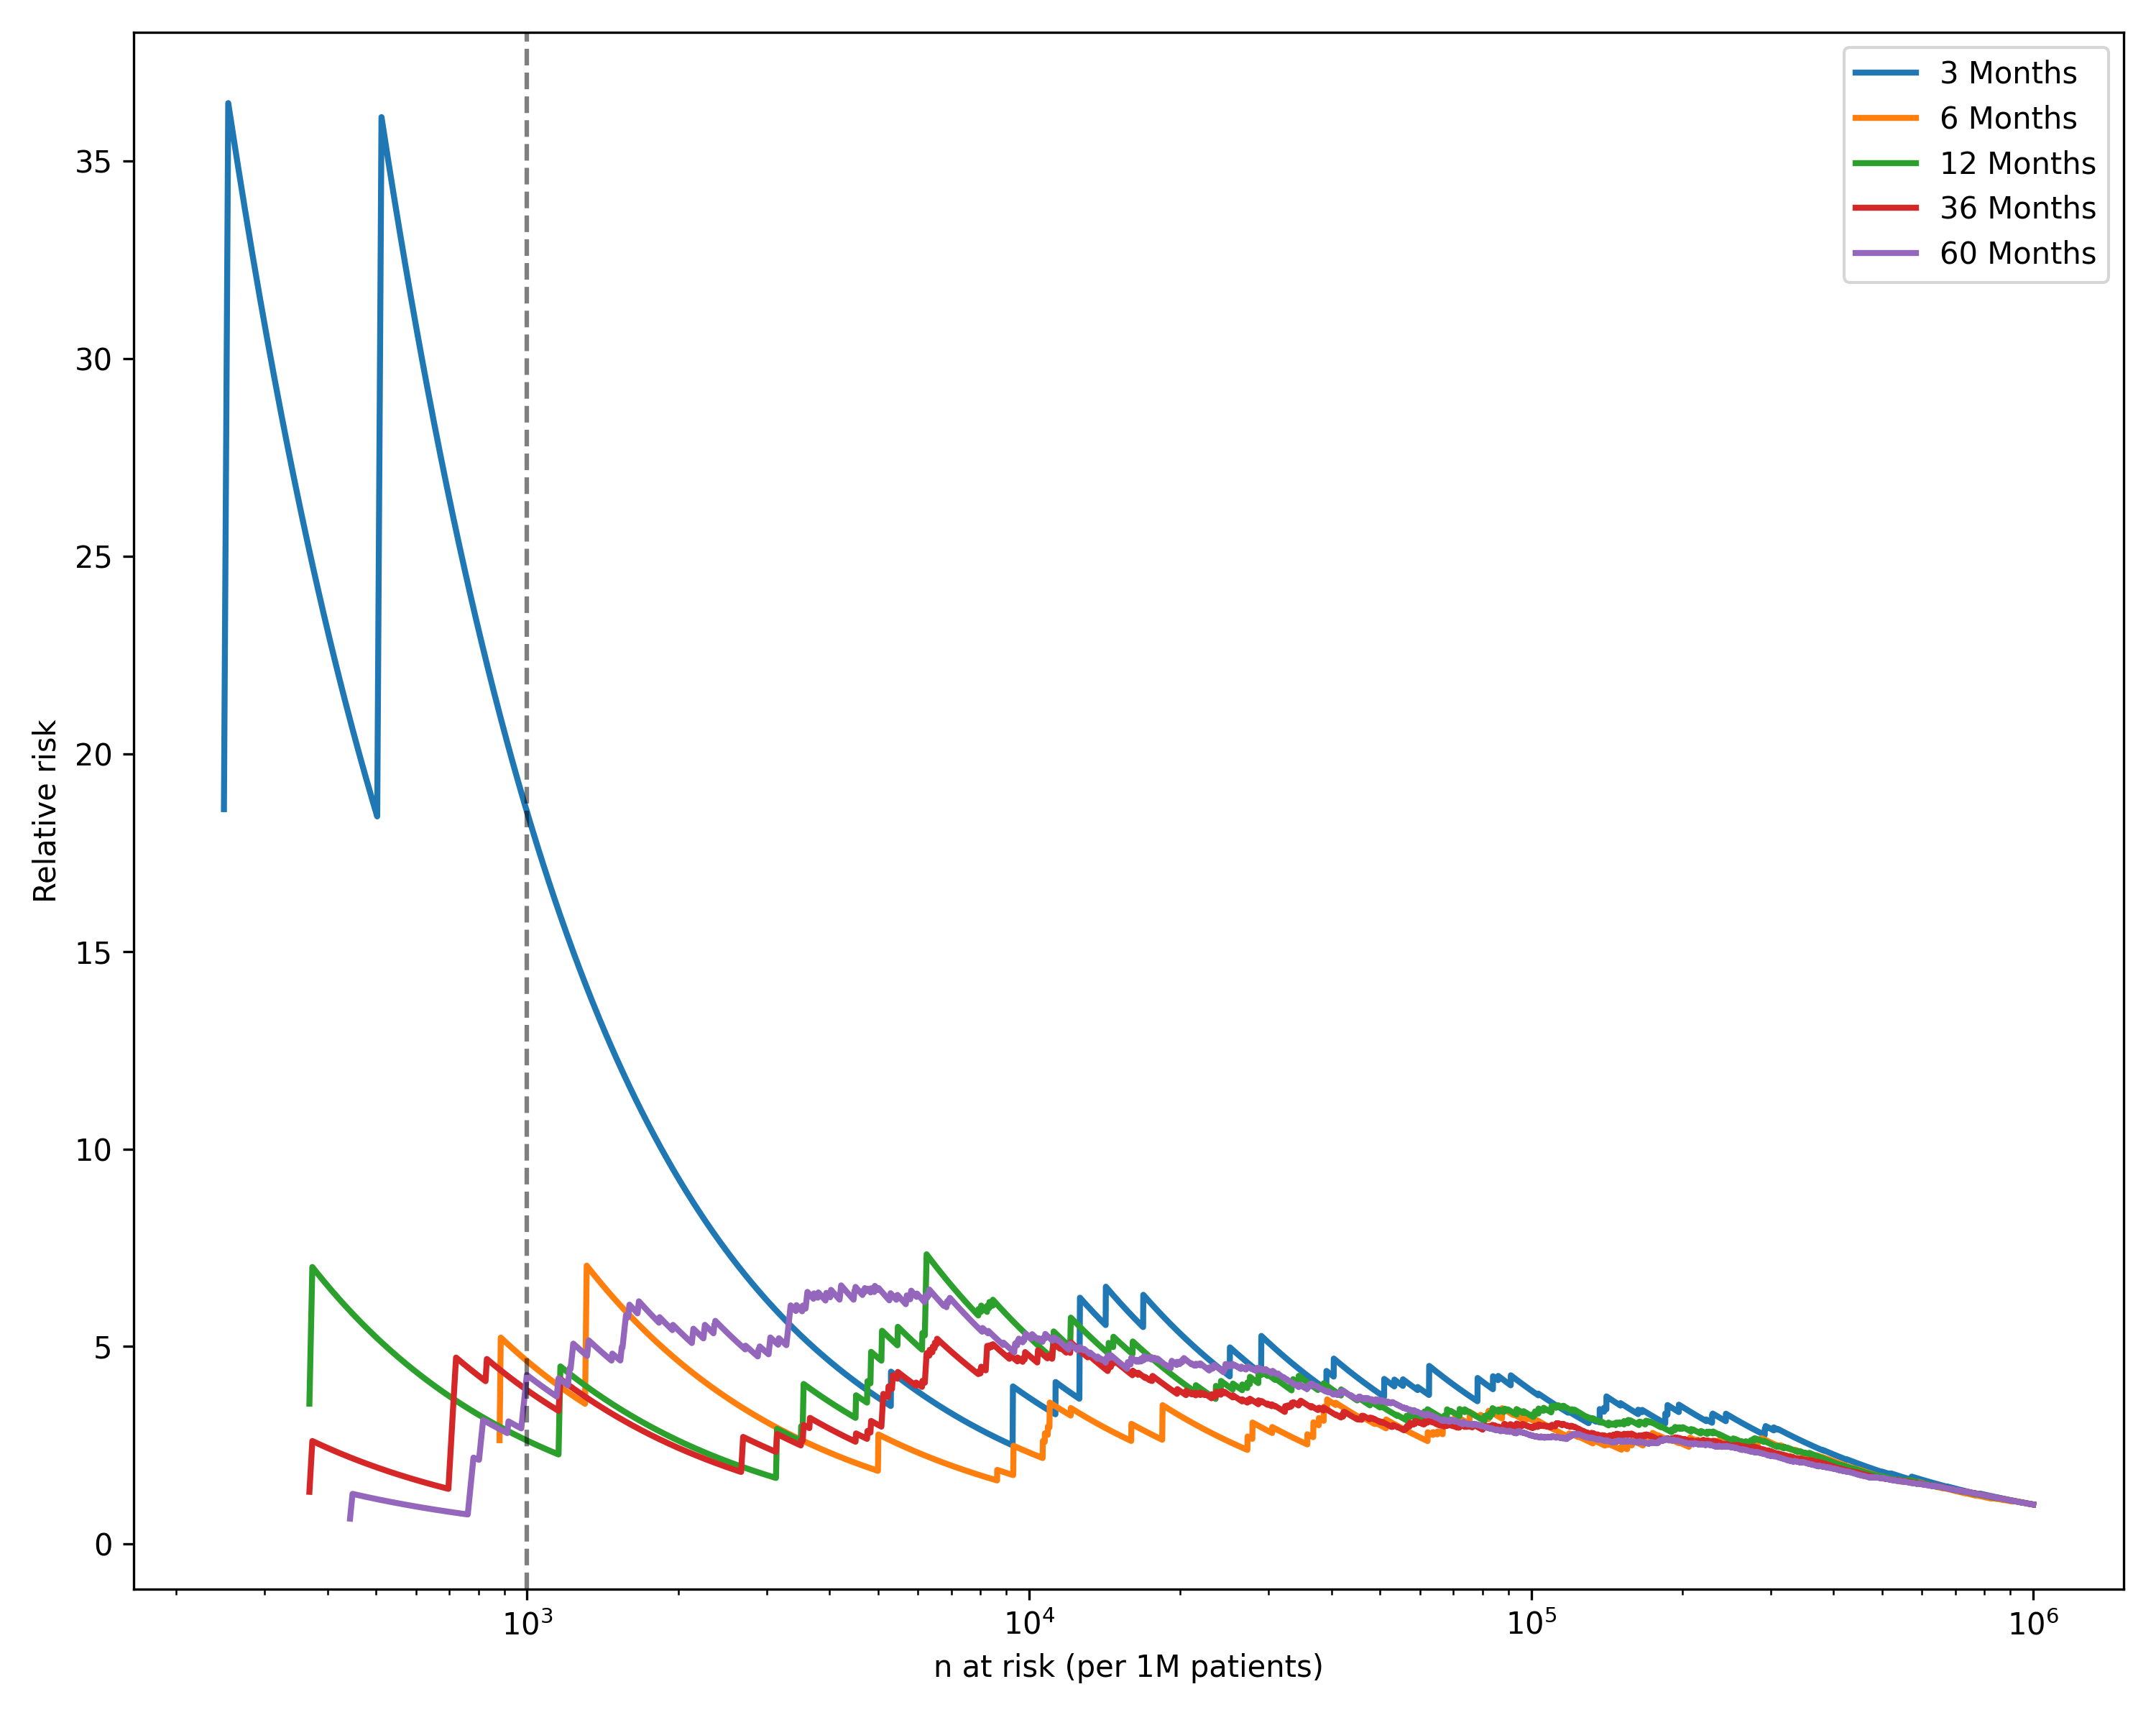 3 Months
6 Months
12 Months
36 Months
60 Months
35
30
25
20
15
10
5
0
Relative risk
10³
10⁴
10⁵
10⁶
n at risk (per 1M patients)